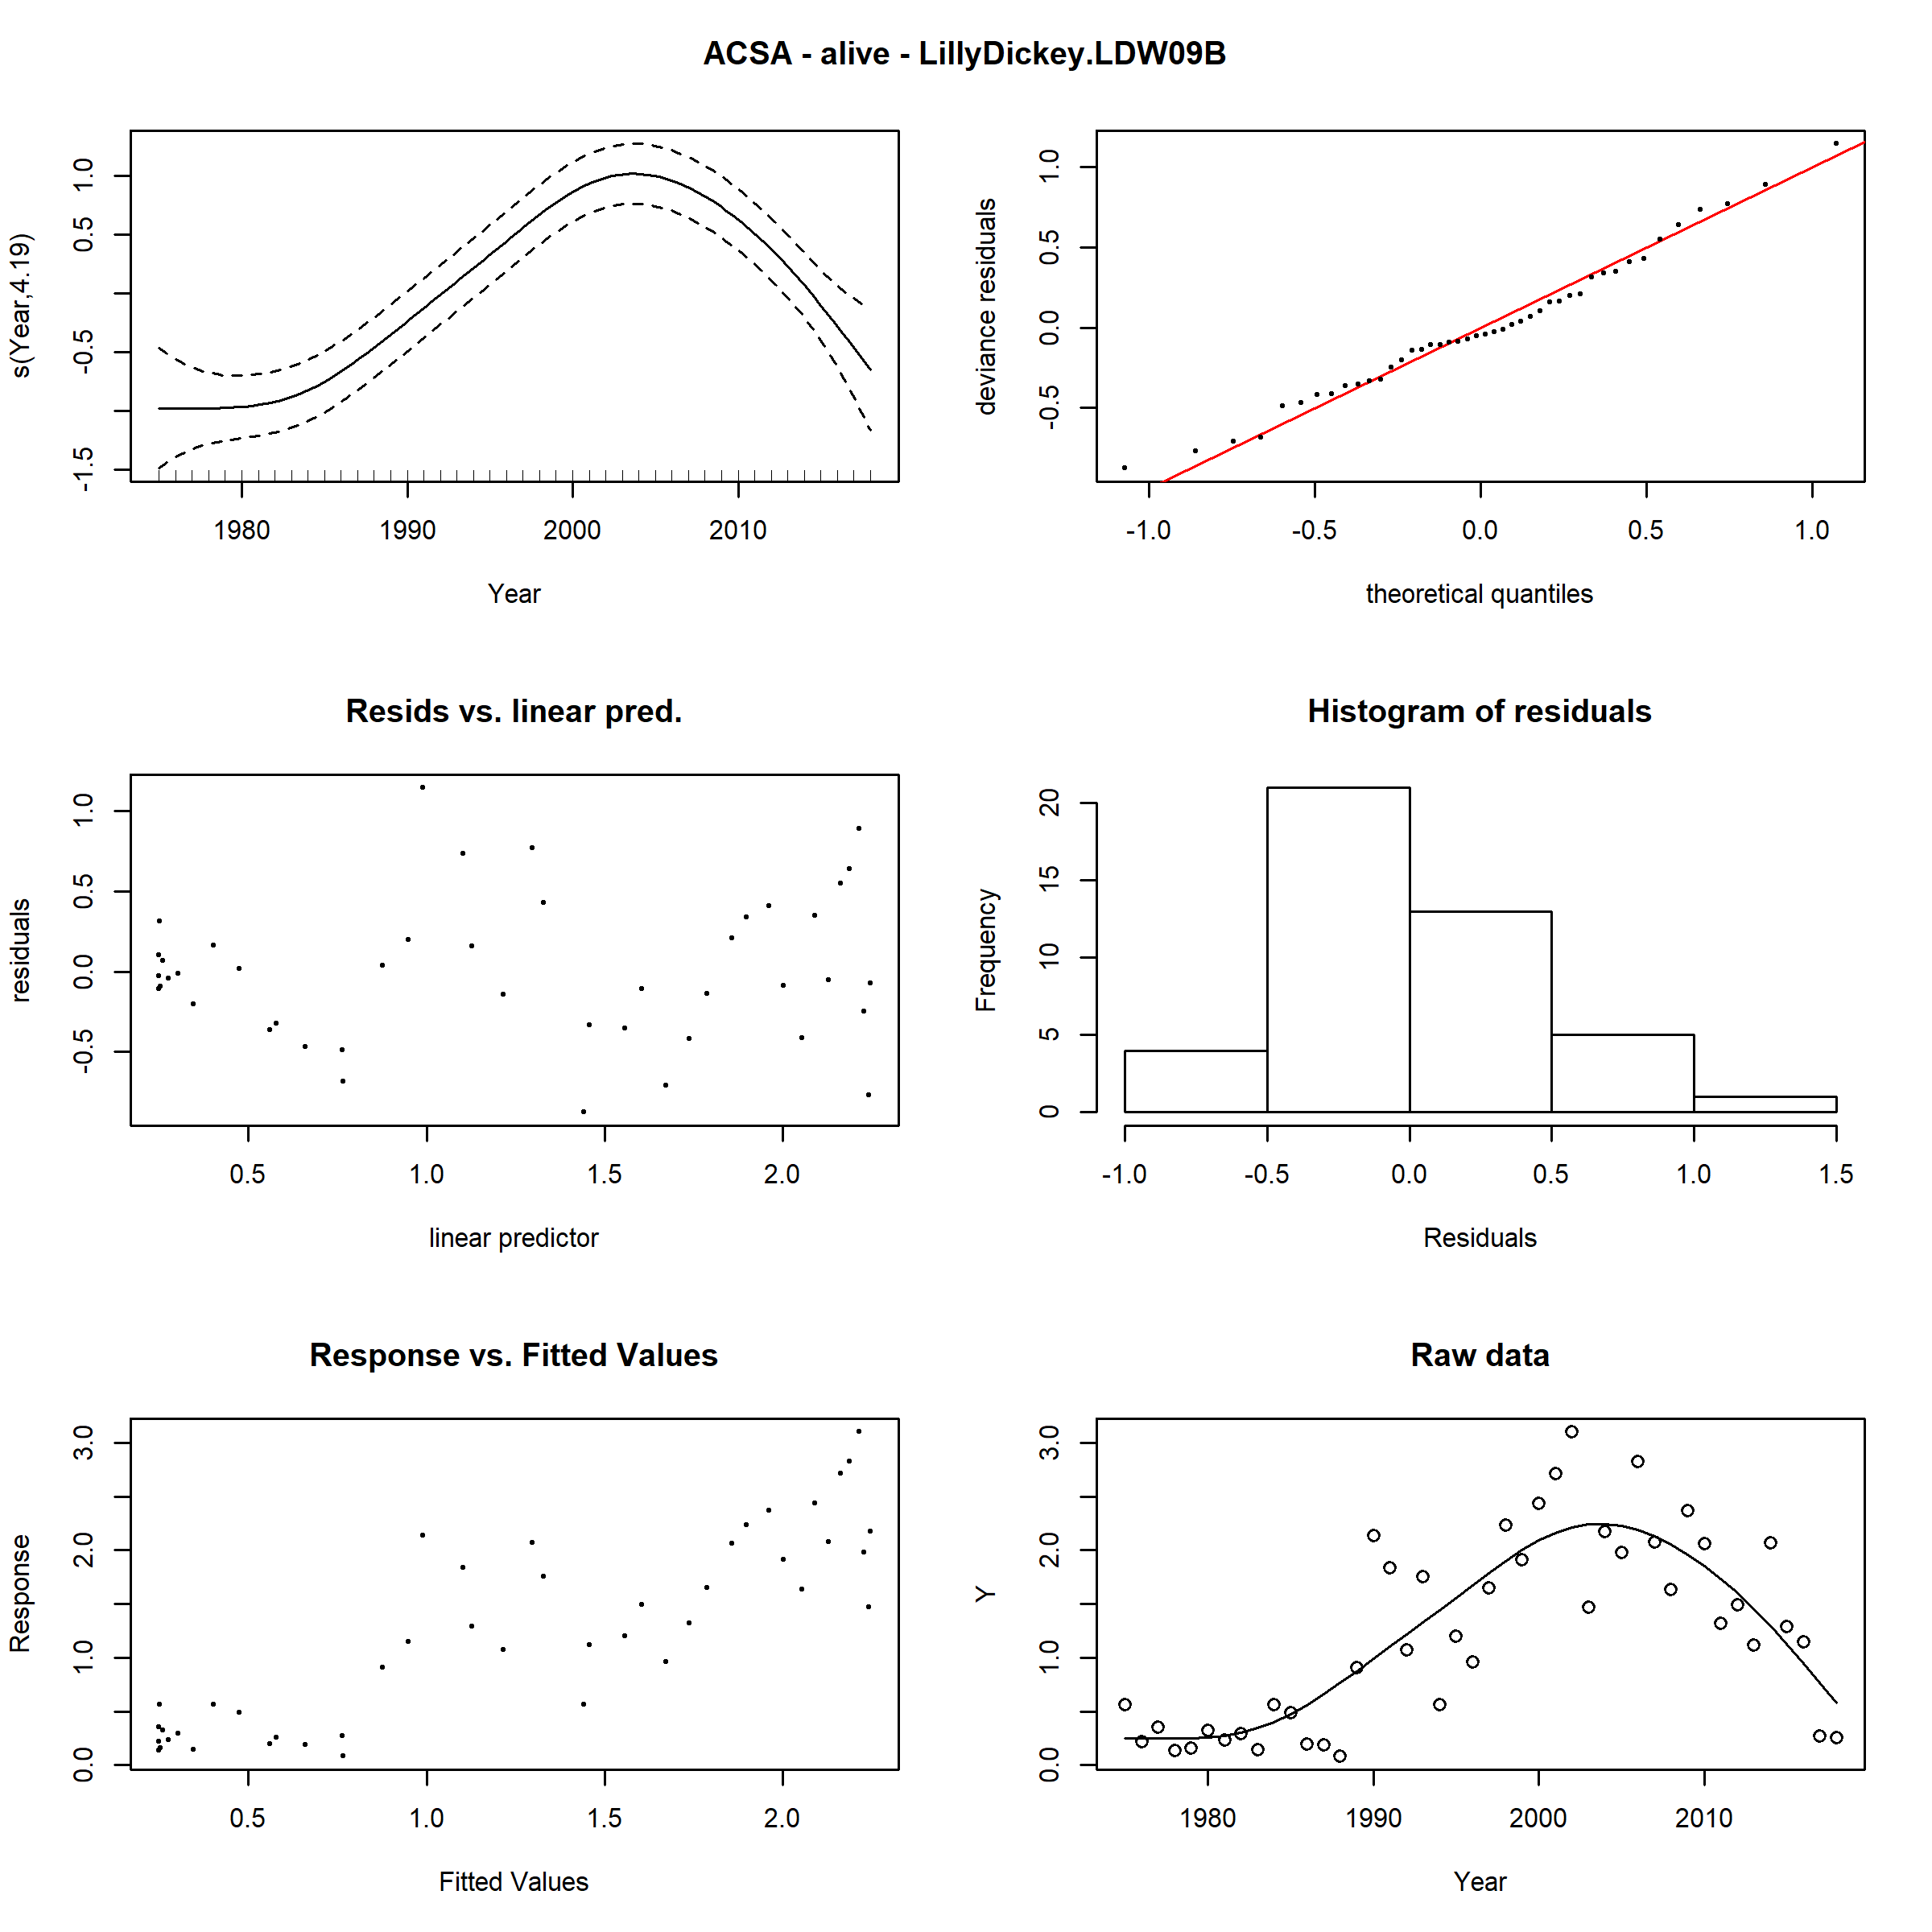 ACSA - alive - LillyDickey.LDW09B
s(Year,4.19)
-1.5 -0.5 0.5 1.0
1980 1990 2000 2010
Year
deviance residuals
-0.5 0.0 0.5 1.0
-1.0 -0.5 0.0 0.5 1.0
theoretical quantiles
Resids vs. linear pred.
residuals
-0.5 0.0 0.5 1.0
0.5 1.0 1.5 2.0
linear predictor
Histogram of residuals
Frequency
0 5 10 15 20
-1.0 -0.5 0.0 0.5 1.0 1.5
Residuals
Response vs. Fitted Values
Response
0.0 1.0 2.0 3.0
0.5 1.0 1.5 2.0
Fitted Values
Raw data
Y
0.0 1.0 2.0 3.0
1980 1990 2000 2010
Year